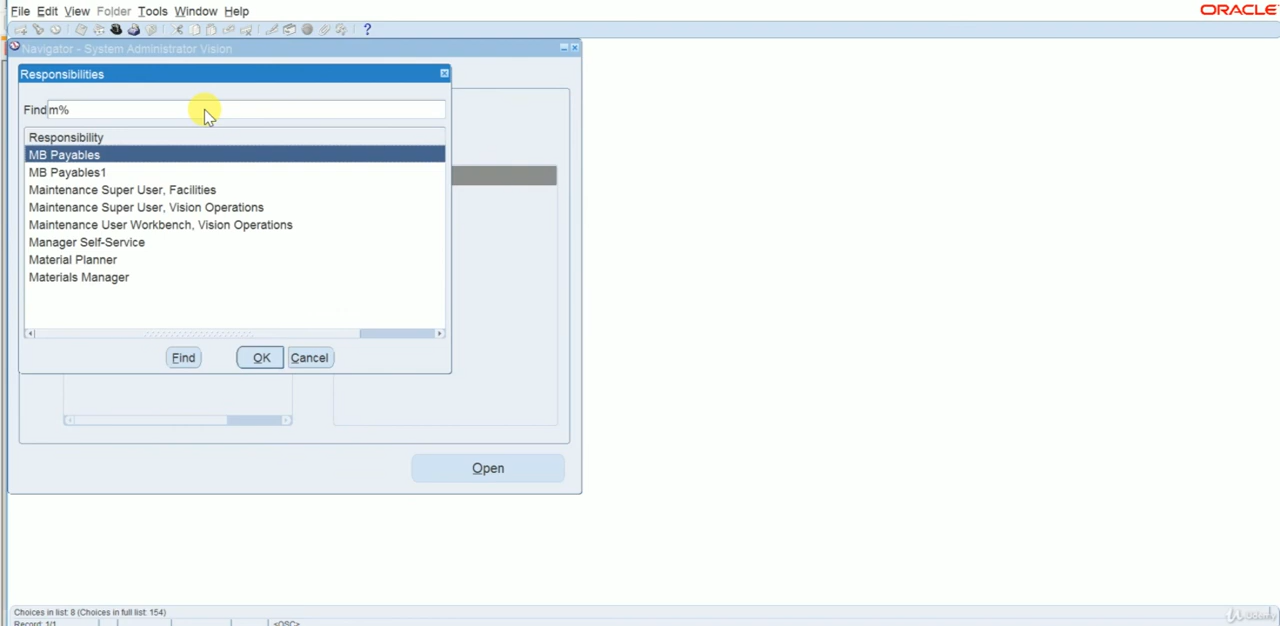 File Edit View Folder Tools Window Help
ORACLE
Navigator - System Administrator Vision
Responsibilities
Find m%
Responsibility
MB Payables
MB Payables1
Maintenance Super User, Facilities
Maintenance Super User, Vision Operations
Maintenance User Workbench, Vision Operations
Manager Self-Service
Material Planner
Materials Manager
Find OK Cancel
Open
Choices in list: 8 (Choices in full list: 154)
Record: 1/1 <OSC>
Udemy